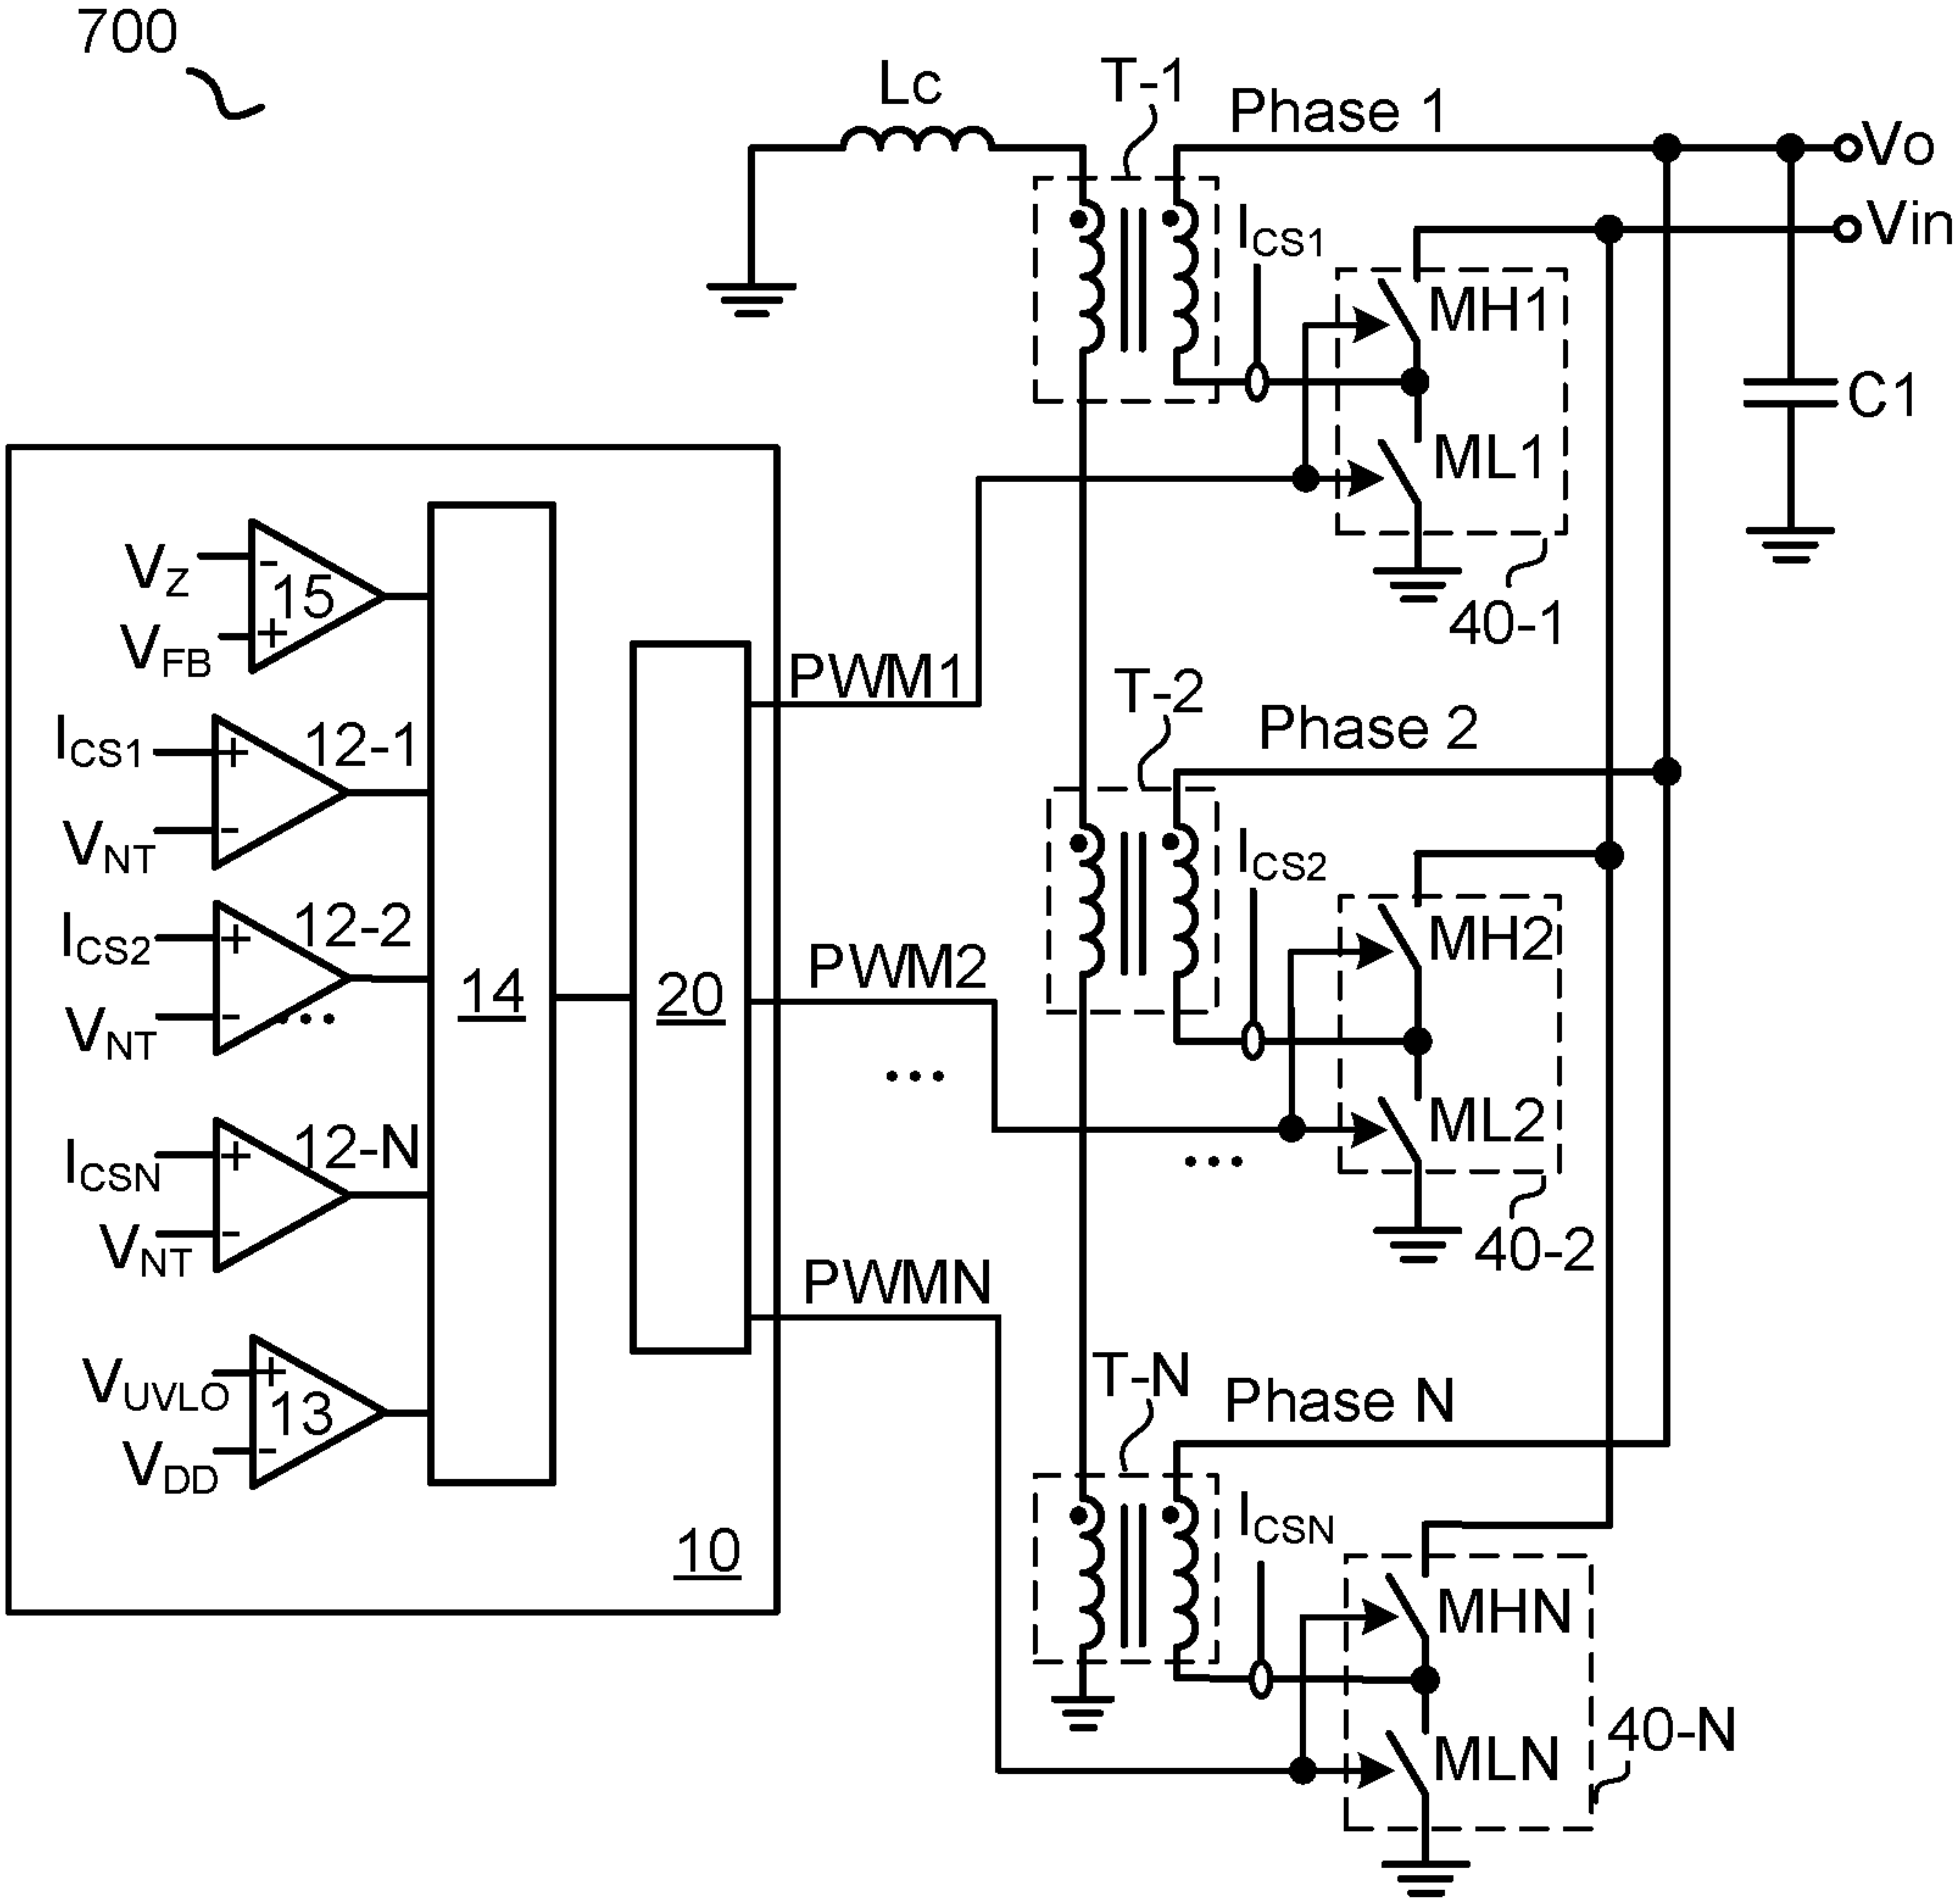 700
Lc
T-1
Phase 1
Vo
Vin
ICS1
MH1
ML1
C1
40-1
VZ
-
15
VFB
+
ICS1
+
12-1
VNT
-
ICS2
+
12-2
VNT
-
...
ICSN
+
12-N
VNT
-
VUVLO
+
13
VDD
-
14
20
10
PWM1
PWM2
...
PWMN
T-2
Phase 2
ICS2
MH2
ML2
...
40-2
T-N
Phase N
ICSN
MHN
MLN
40-N